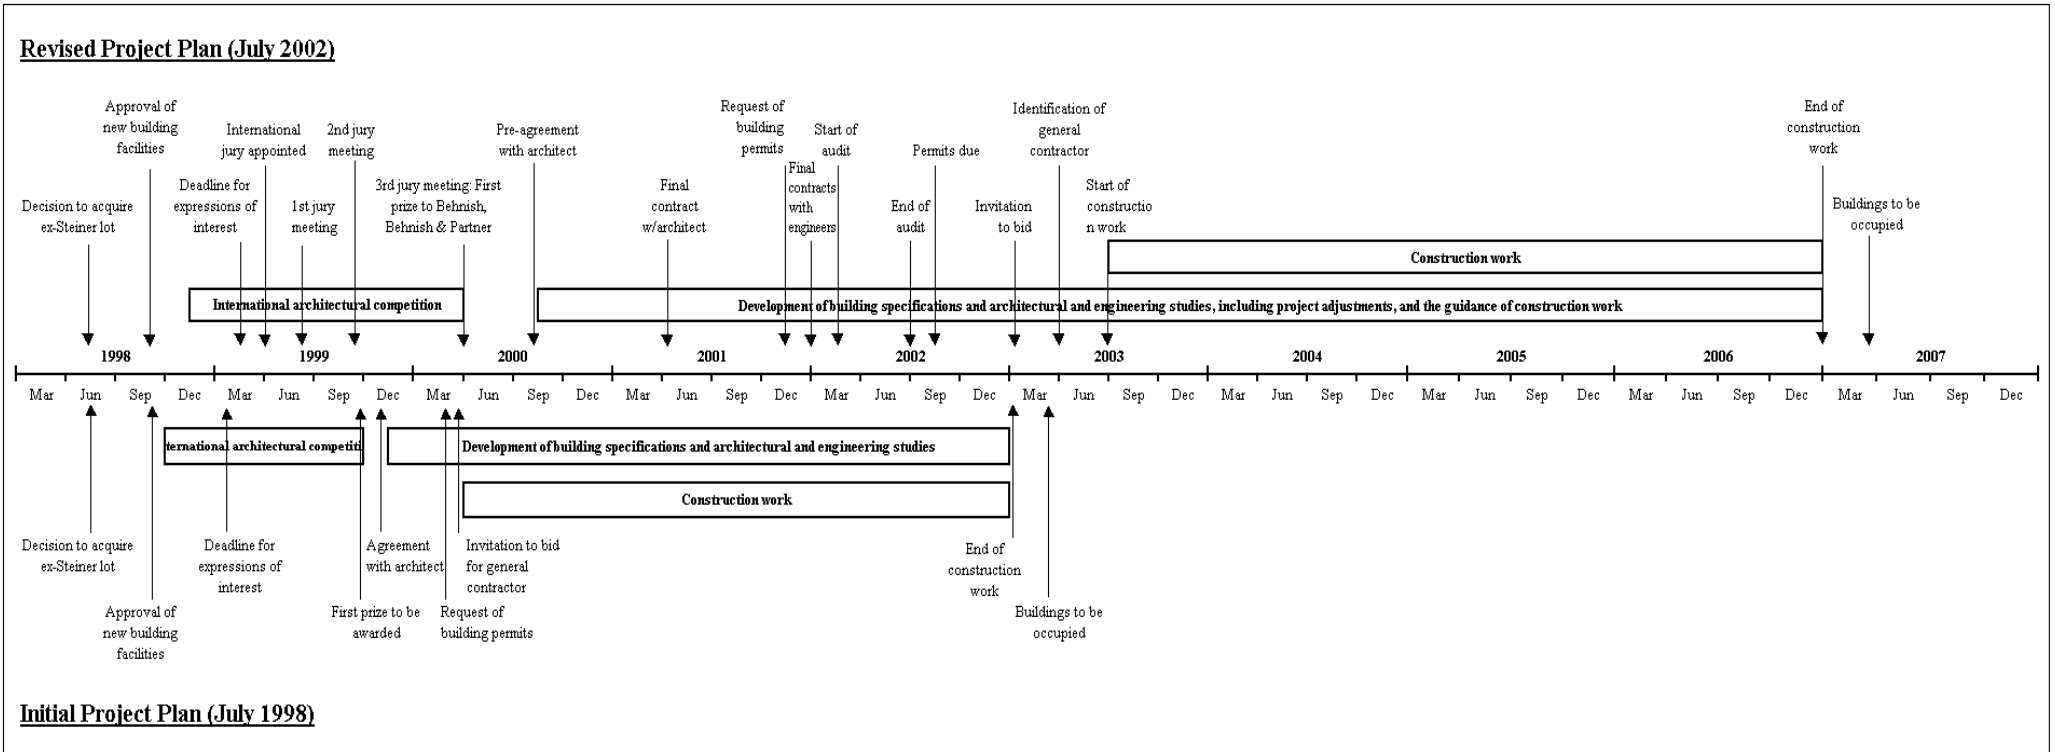 Revised Project Plan (July 2002)
Approval of
new building
facilities
International
jury appointed
2nd jury
meeting
Pre-agreement
with architect
Request of
building
permits
Start of
audit
Permits due
Identification of
general
contractor
End of
construction
work
Decision to acquire
ex-Steiner lot
Deadline for
expressions of
interest
1st jury
meeting
3rd jury meeting: First
prize to Behnish,
Behnish & Partner
Final
contract
w/architect
Final
contracts
with
engineers
End of
audit
Invitation
to bid
Start of
constructio
n work
Buildings to be
occupied
Construction work
International architectural competition
Development of building specifications and architectural and engineering studies, including project adjustments, and the guidance of construction work
1998 1999 2000 2001 2002 2003 2004 2005 2006 2007
Mar Jun Sep Dec Mar Jun Sep Dec Mar Jun Sep Dec Mar Jun Sep Dec Mar Jun Sep Dec Mar Jun Sep Dec Mar Jun Sep Dec Mar Jun Sep Dec Mar Jun Sep Dec Mar Jun Sep Dec
ternational architectural competiti
Development of building specifications and architectural and engineering studies
Construction work
Decision to acquire
ex-Steiner lot
Deadline for
expressions of
interest
Agreement
with architect
Invitation to bid
for general
contractor
End of
construction
work
Approval of
new building
facilities
First prize to be
awarded
Request of
building permits
Buildings to be
occupied
Initial Project Plan (July 1998)